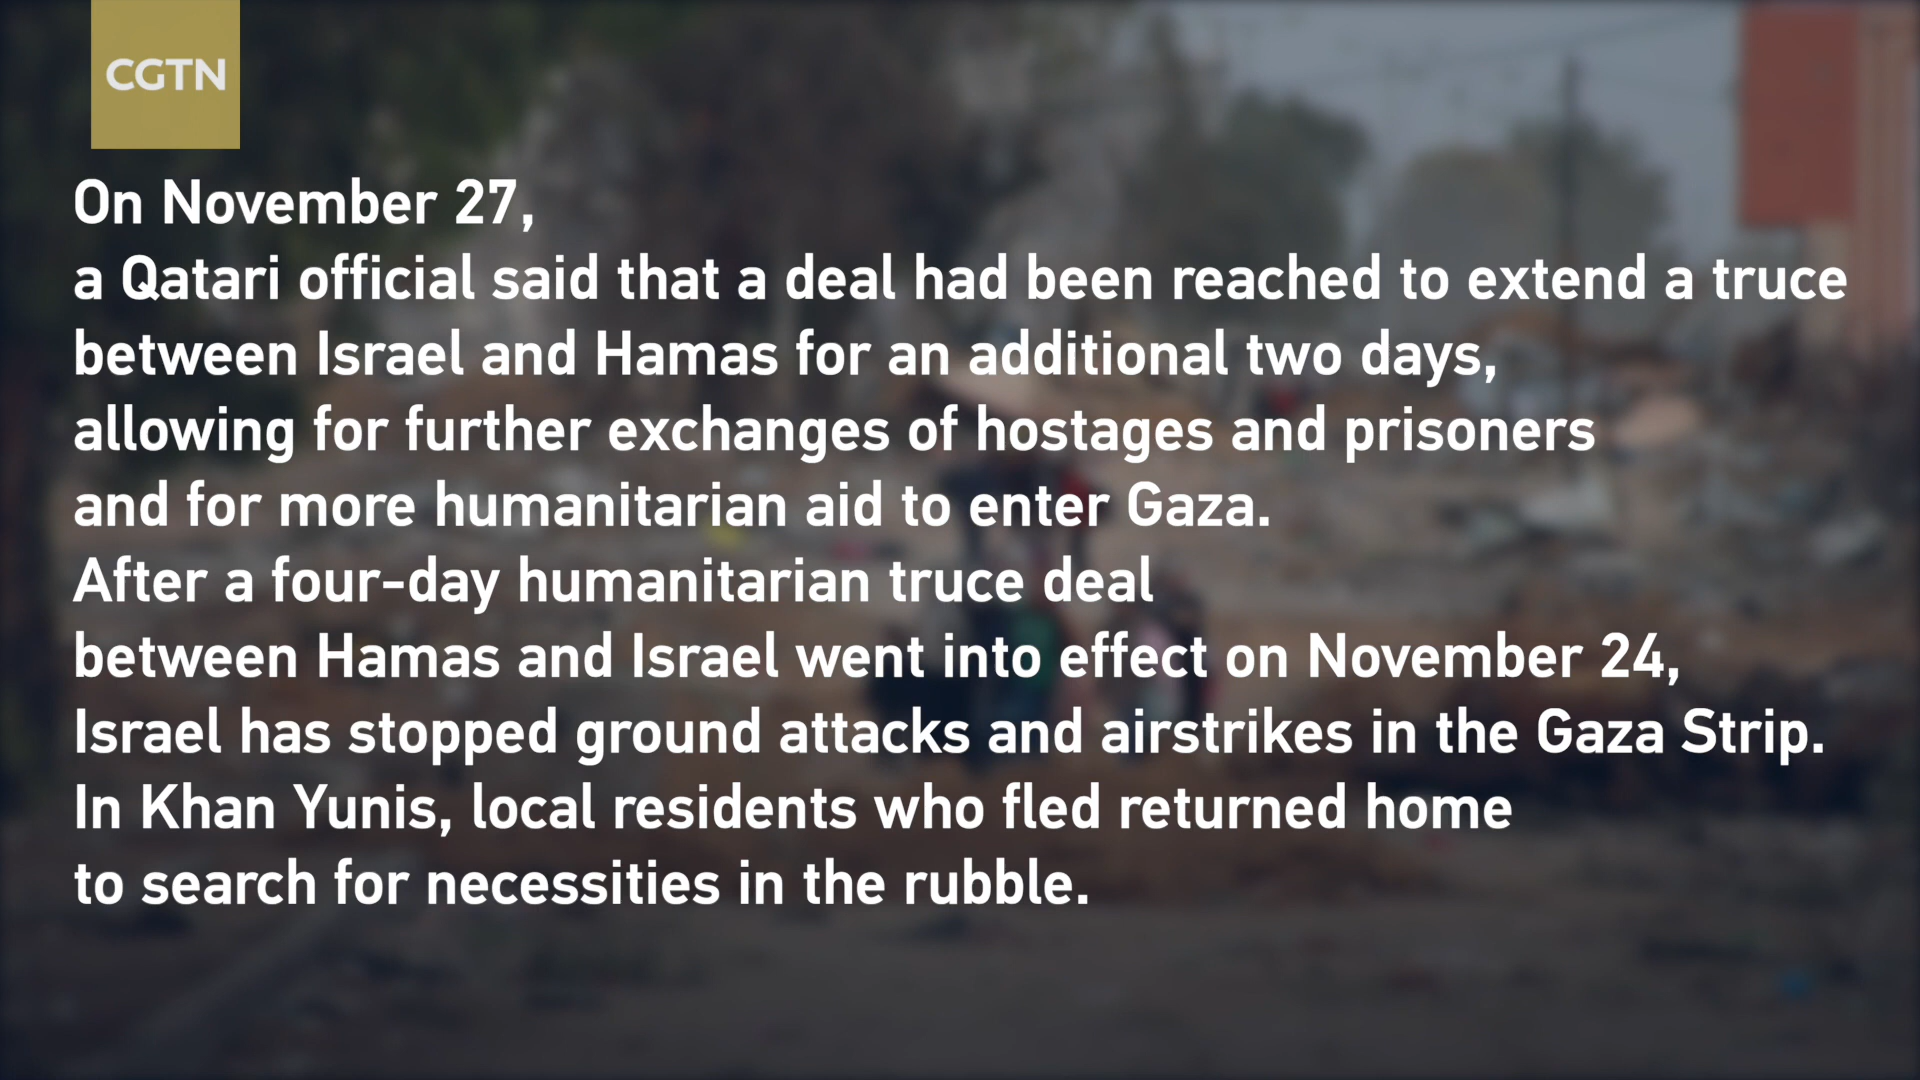 CGTN
On November 27,
a Qatari official said that a deal had been reached to extend a truce
between Israel and Hamas for an additional two days,
allowing for further exchanges of hostages and prisoners
and for more humanitarian aid to enter Gaza.
After a four-day humanitarian truce deal
between Hamas and Israel went into effect on November 24,
Israel has stopped ground attacks and airstrikes in the Gaza Strip.
In Khan Yunis, local residents who fled returned home
to search for necessities in the rubble.